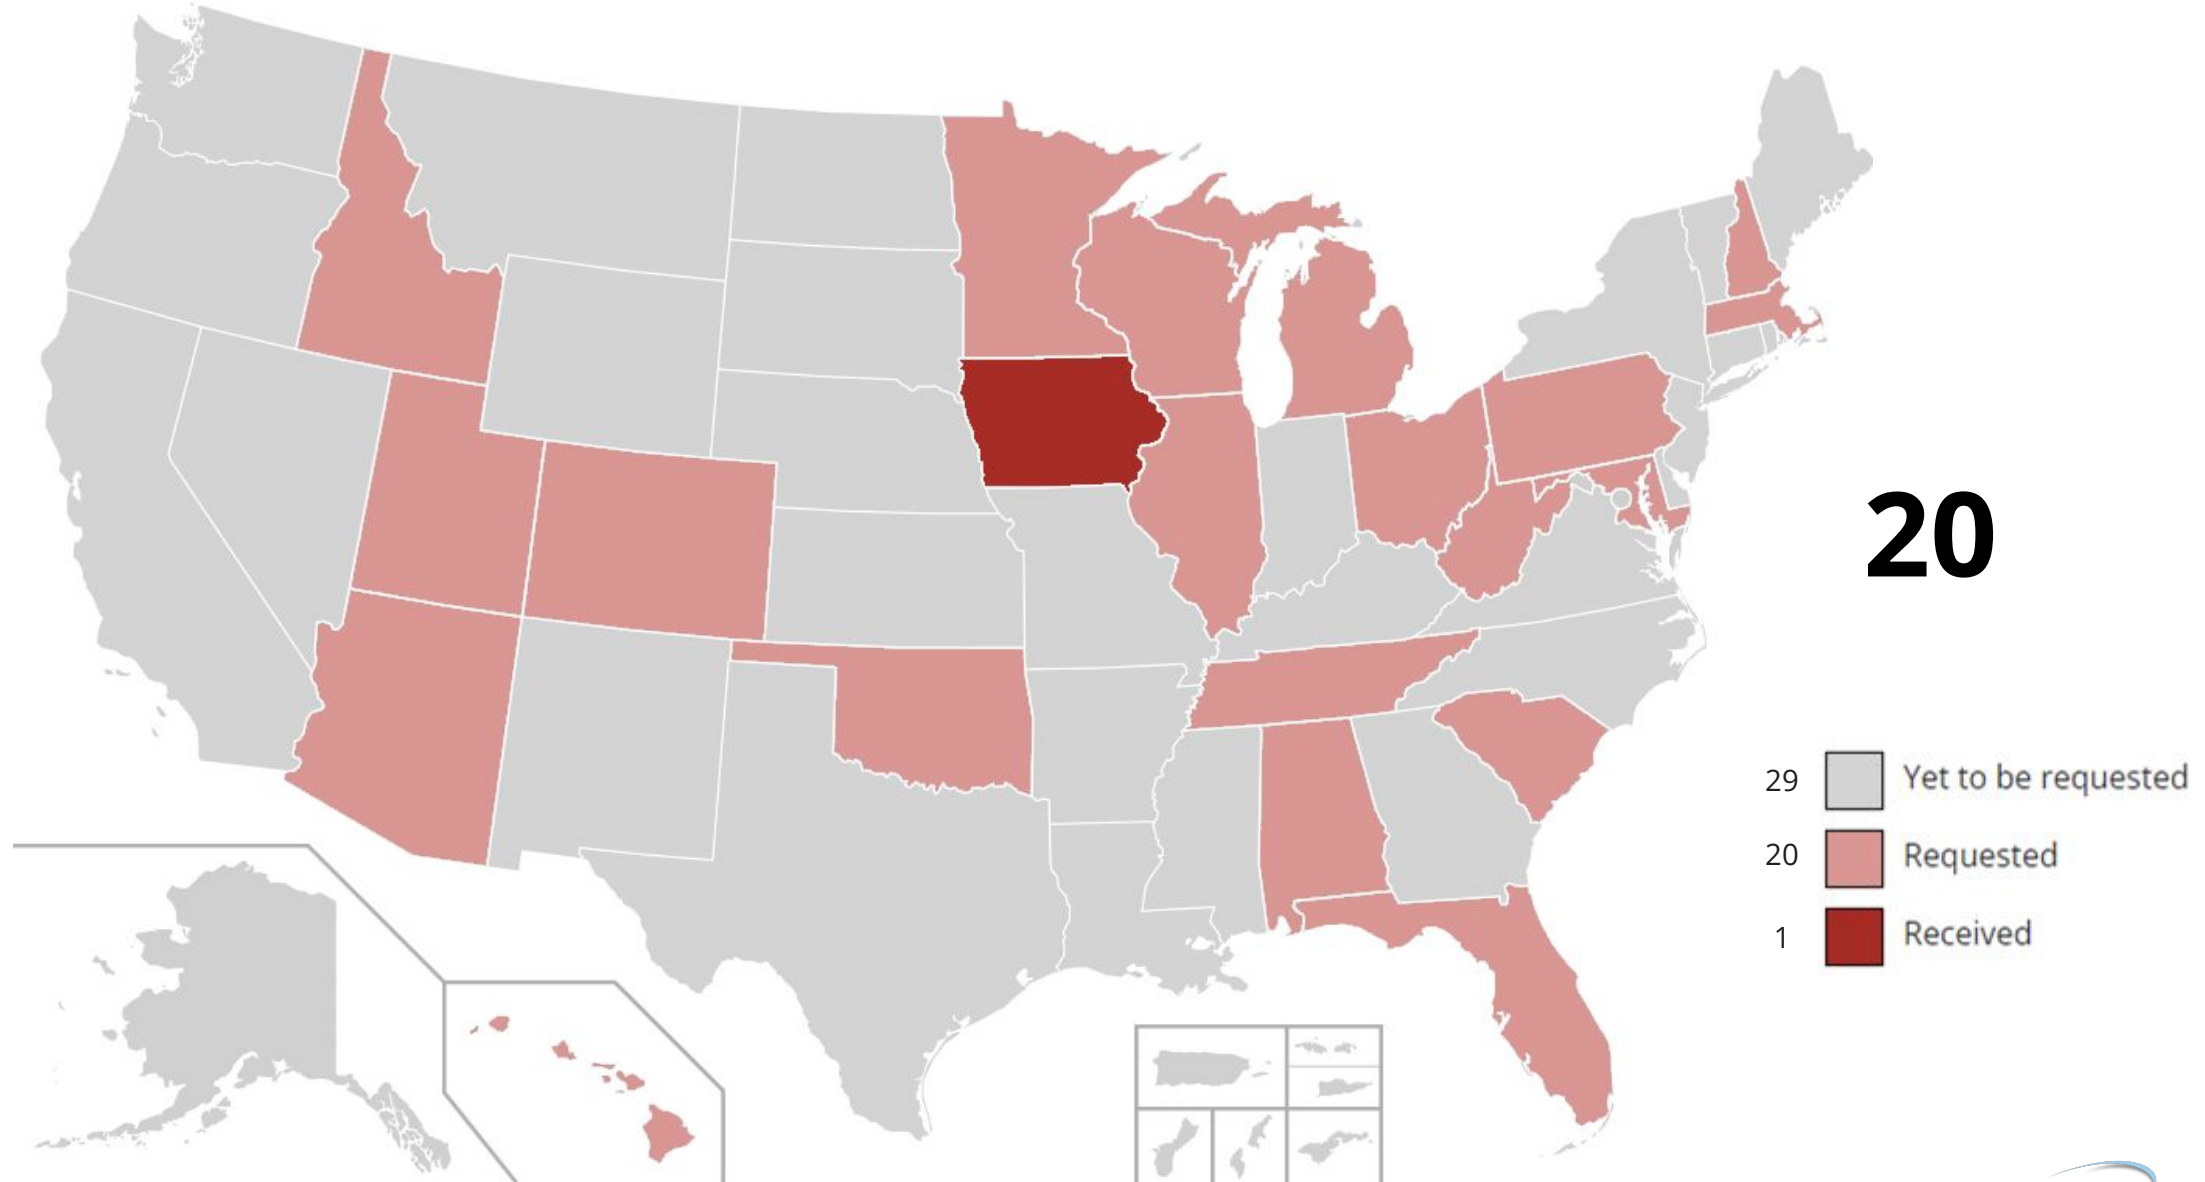 20
29 Yet to be requested
20 Requested
1 Received